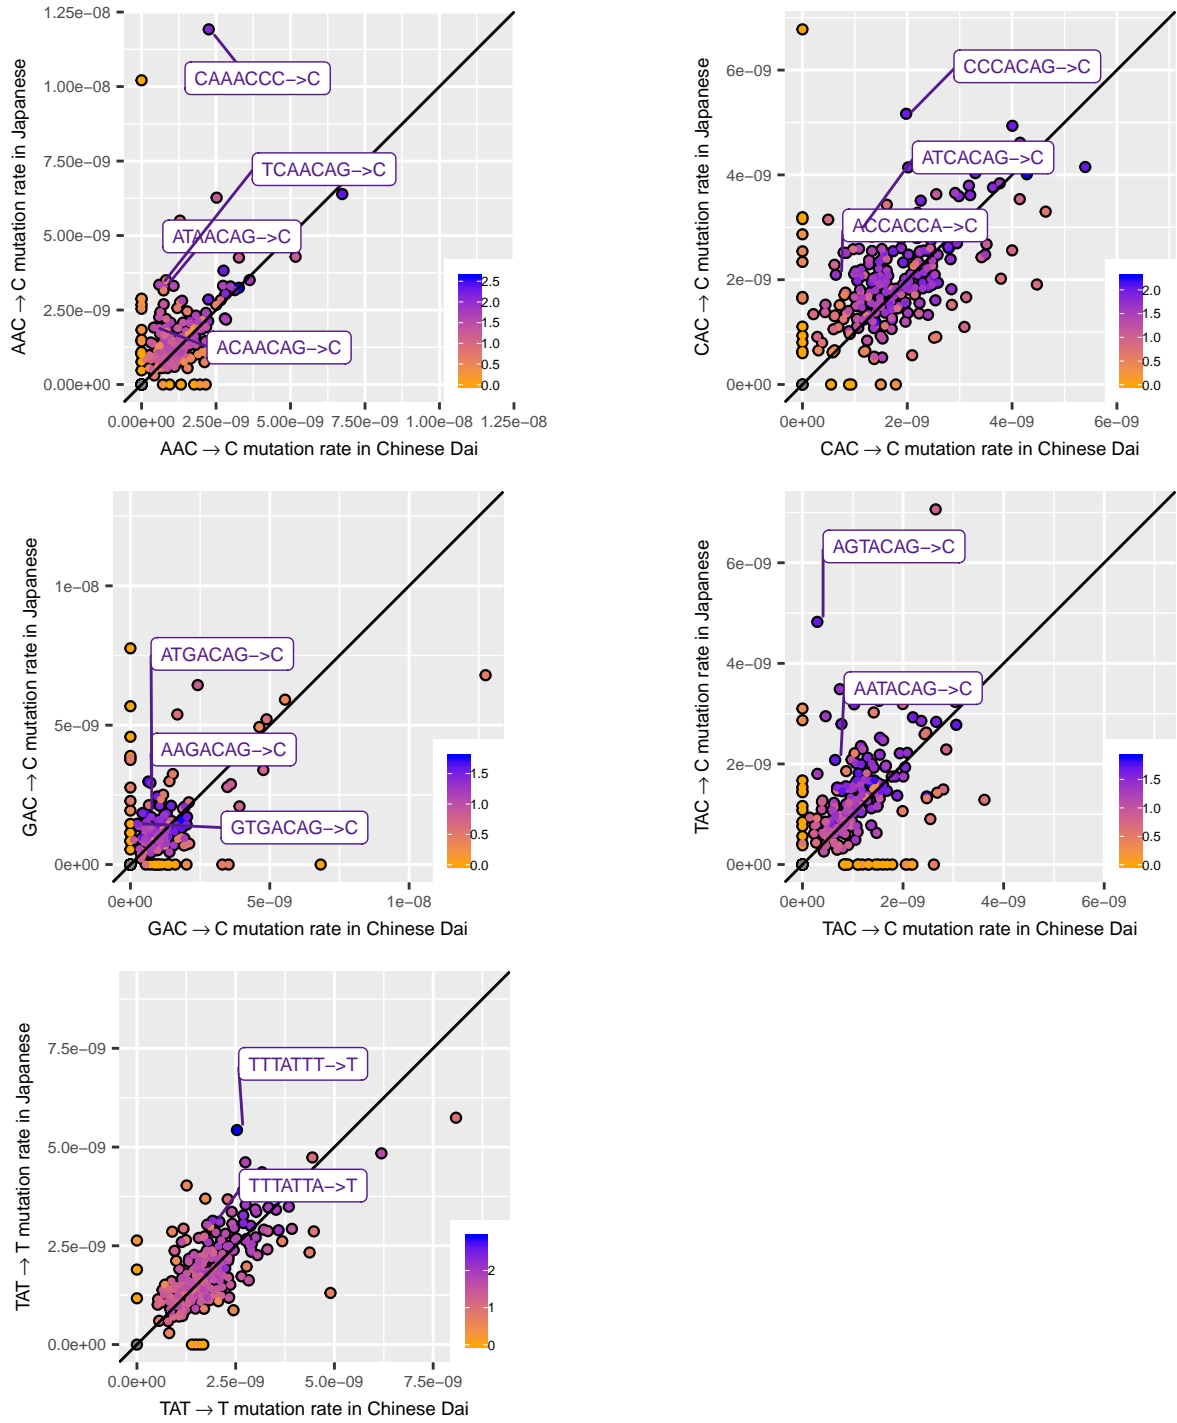 1.25e−08
1.00e−08
7.50e−09
5.00e−09
2.50e−09
0.00e+00
AAC → C mutation rate in Japanese
CAAACCC−>C
TCAACAG−>C
ATAACAG−>C
ACAACAG−>C
2.5
2.0
1.5
1.0
0.5
0.0
0.00e+00 2.50e−09 5.00e−09 7.50e−09 1.00e−08 1.25e−08
AAC → C mutation rate in Chinese Dai
6e−09
4e−09
2e−09
0e+00
CAC → C mutation rate in Japanese
CCCACAG−>C
ATCACAG−>C
ACCACCA−>C
2.0
1.5
1.0
0.5
0.0
0e+00 2e−09 4e−09 6e−09
CAC → C mutation rate in Chinese Dai
1e−08
5e−09
0e+00
GAC → C mutation rate in Japanese
ATGACAG−>C
AAGACAG−>C
GTGACAG−>C
1.5
1.0
0.5
0.0
0e+00 5e−09 1e−08
GAC → C mutation rate in Chinese Dai
6e−09
4e−09
2e−09
0e+00
TAC → C mutation rate in Japanese
AGTACAG−>C
AATACAG−>C
1.5
1.0
0.5
0.0
0e+00 2e−09 4e−09 6e−09
TAC → C mutation rate in Chinese Dai
7.5e−09
5.0e−09
2.5e−09
0.0e+00
TAT → T mutation rate in Japanese
TTTATTT−>T
TTTATTA−>T
2
1
0
0.0e+00 2.5e−09 5.0e−09 7.5e−09
TAT → T mutation rate in Chinese Dai